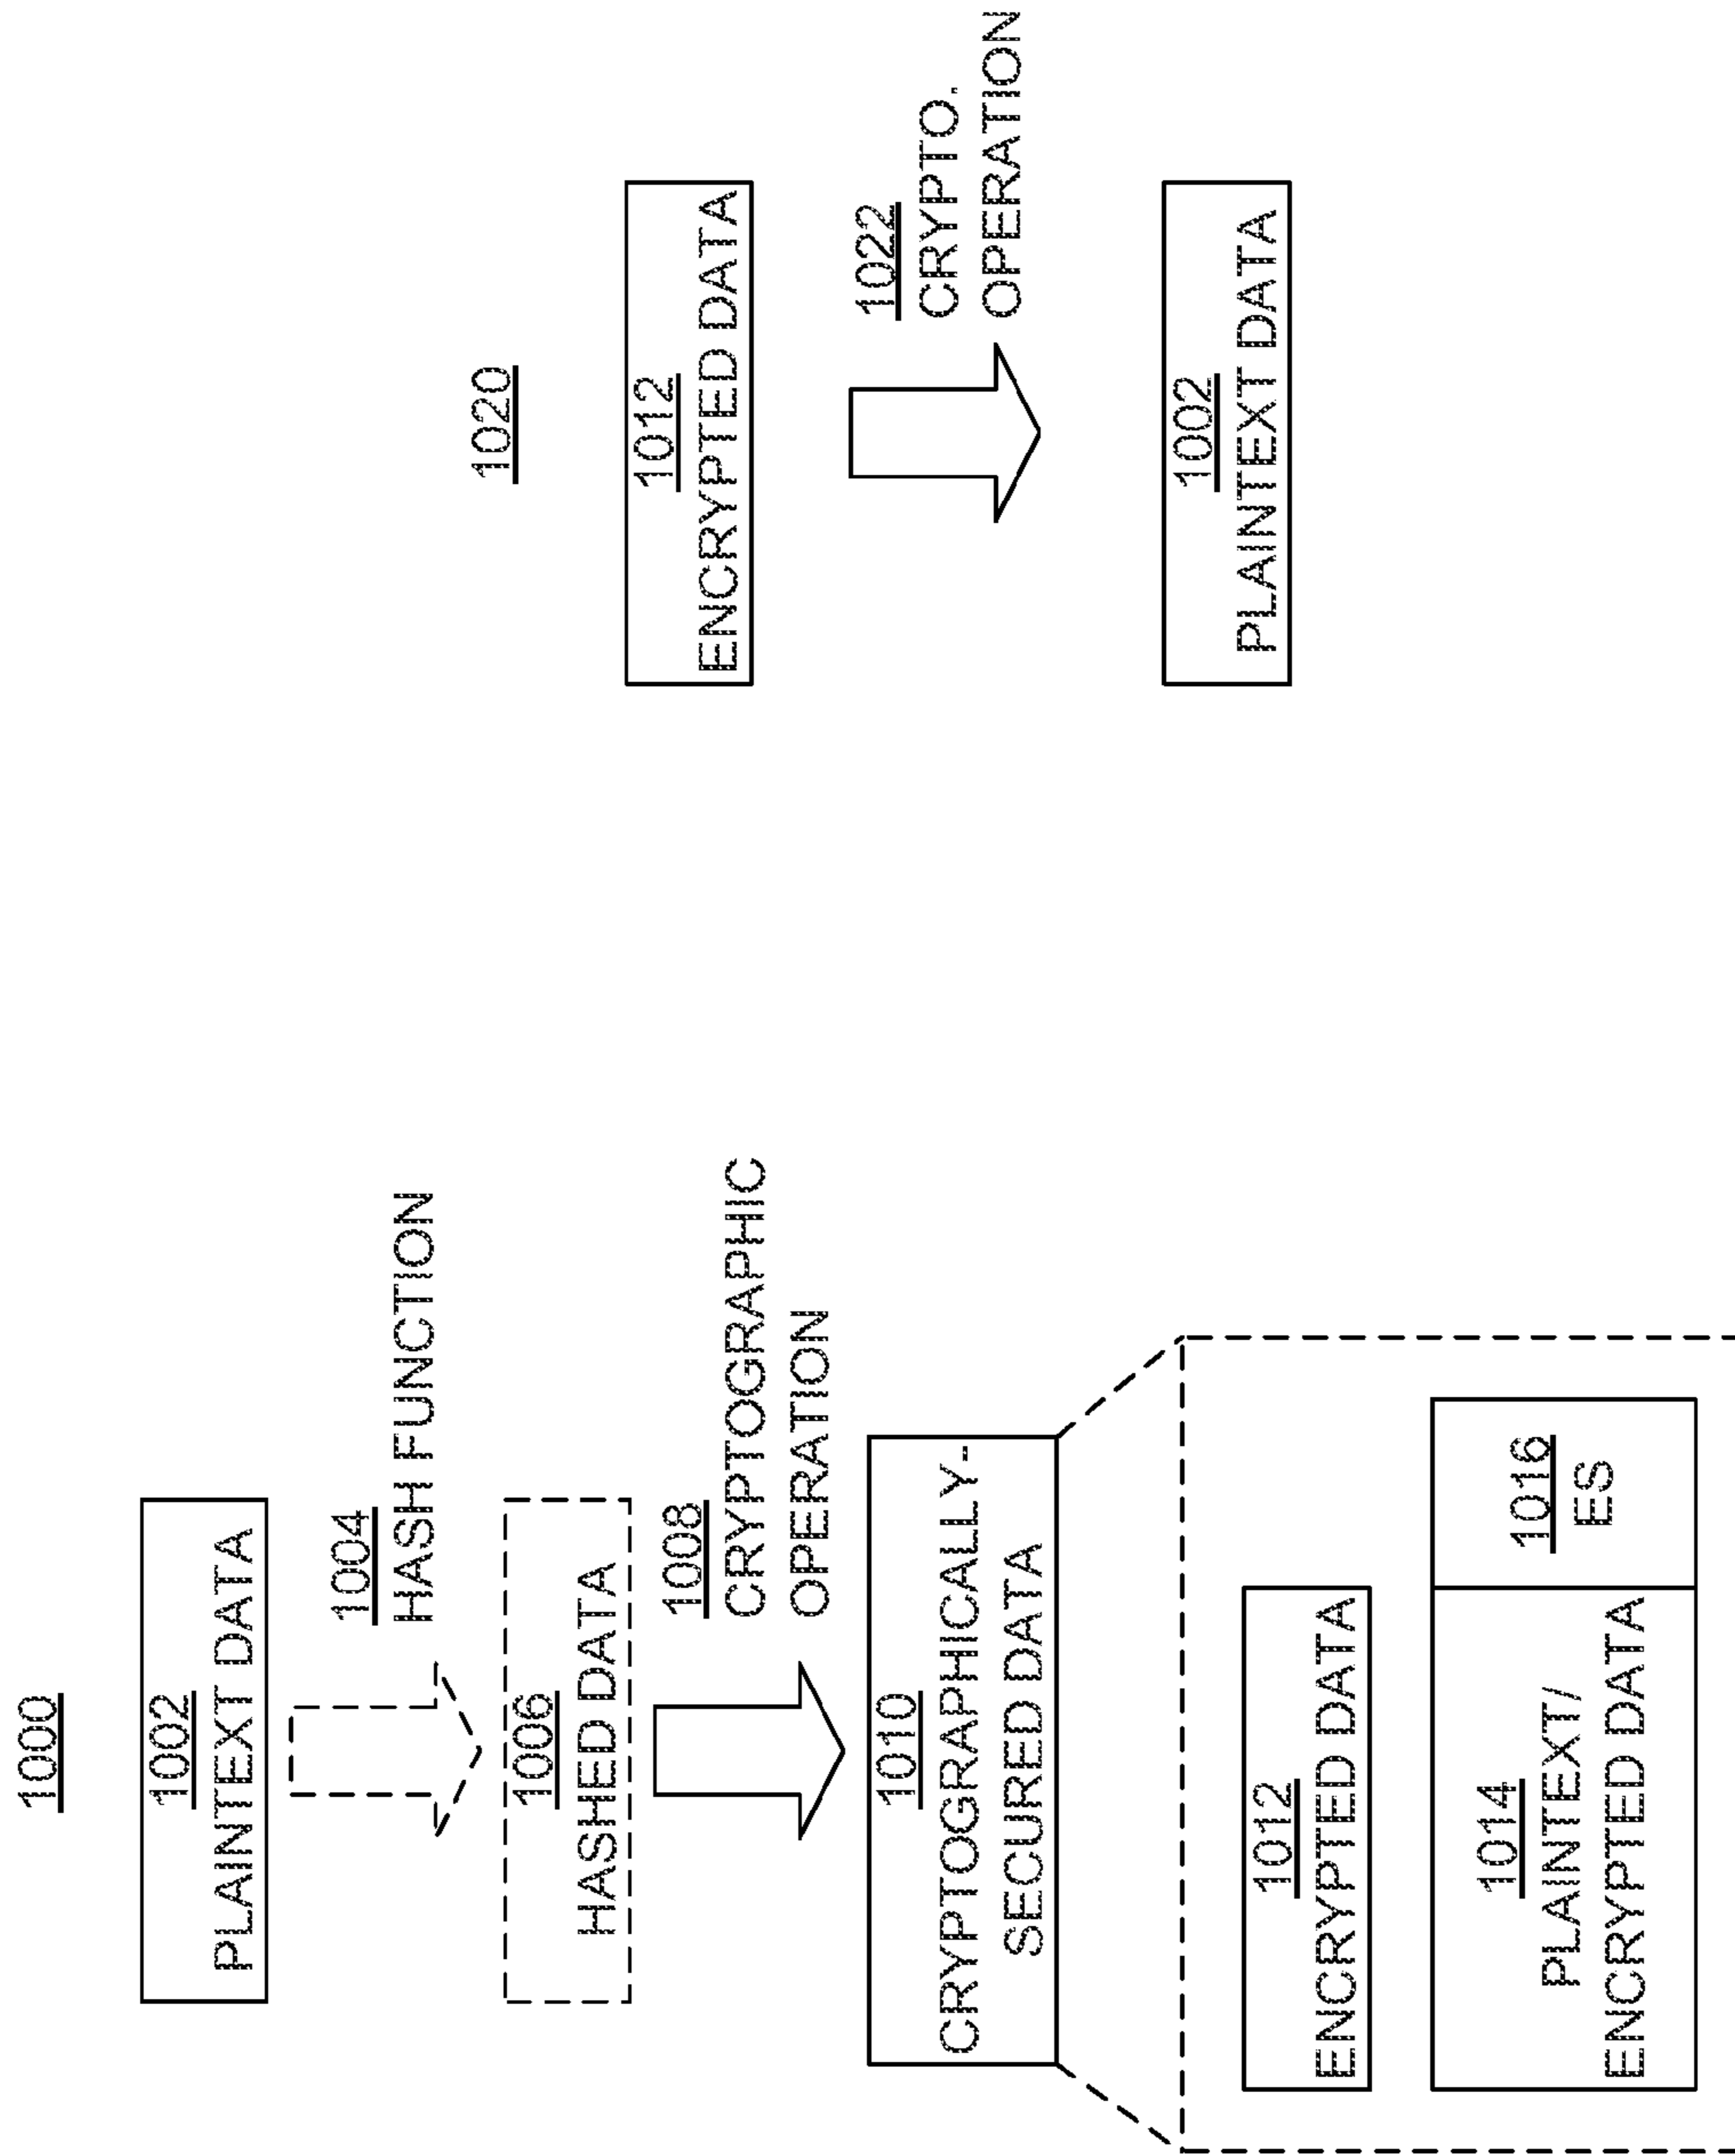 1000
1002
PLAINTEXT DATA
1004
HASH FUNCTION
1006
HASHED DATA
1008
CRYPTOGRAPHIC
OPERATION
1010
CRYPTOGRAPHICALLY-
SECURED DATA
1012
ENCRYPTED DATA
1014
PLAINTEXT/
ENCRYPTED DATA
1016
ES
1020
1012
ENCRYPTED DATA
1022
CRYPTO.
OPERATION
1002
PLAINTEXT DATA